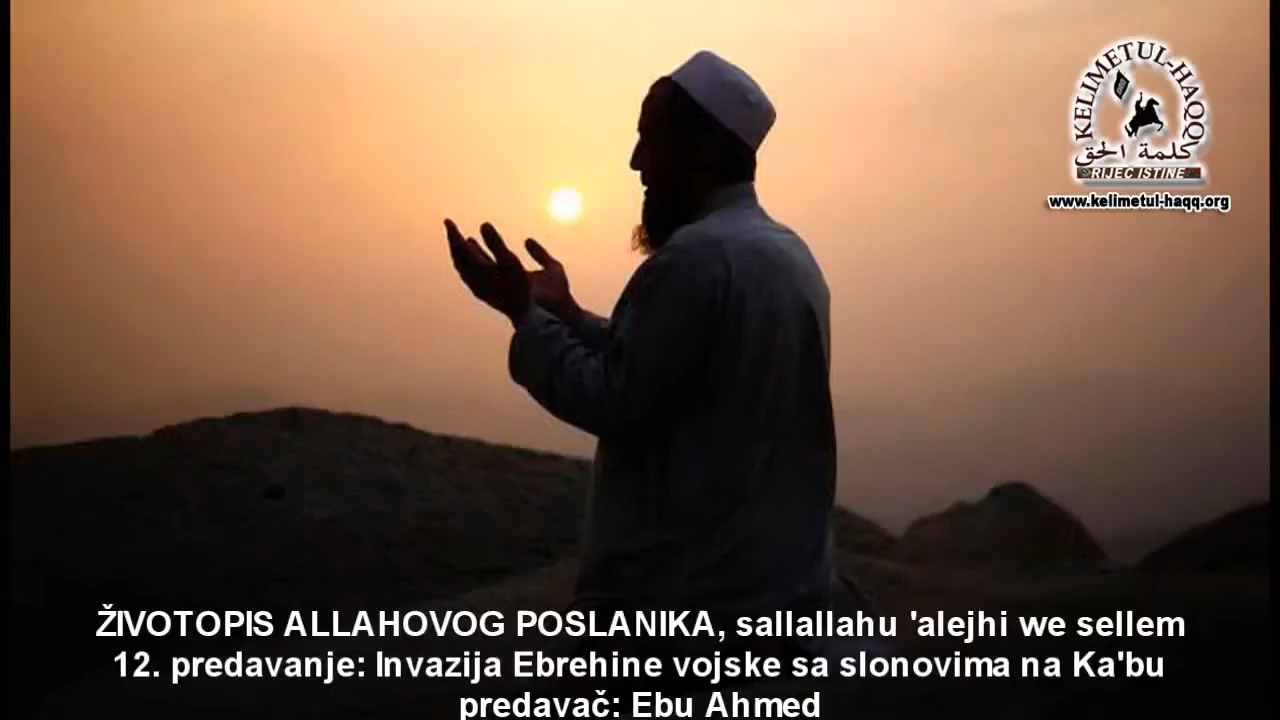 KELIMETUL-HAQQ
كلمة الحق
RIJEC ISTINE
www.kelimetul-haqq.org
ŽIVOTOPIS ALLAHOVOG POSLANIKA, sallallahu 'alejhi we sellem
12. predavanje: Invazija Ebrehine vojske sa slonovima na Ka'bu
predavač: Ebu Ahmed